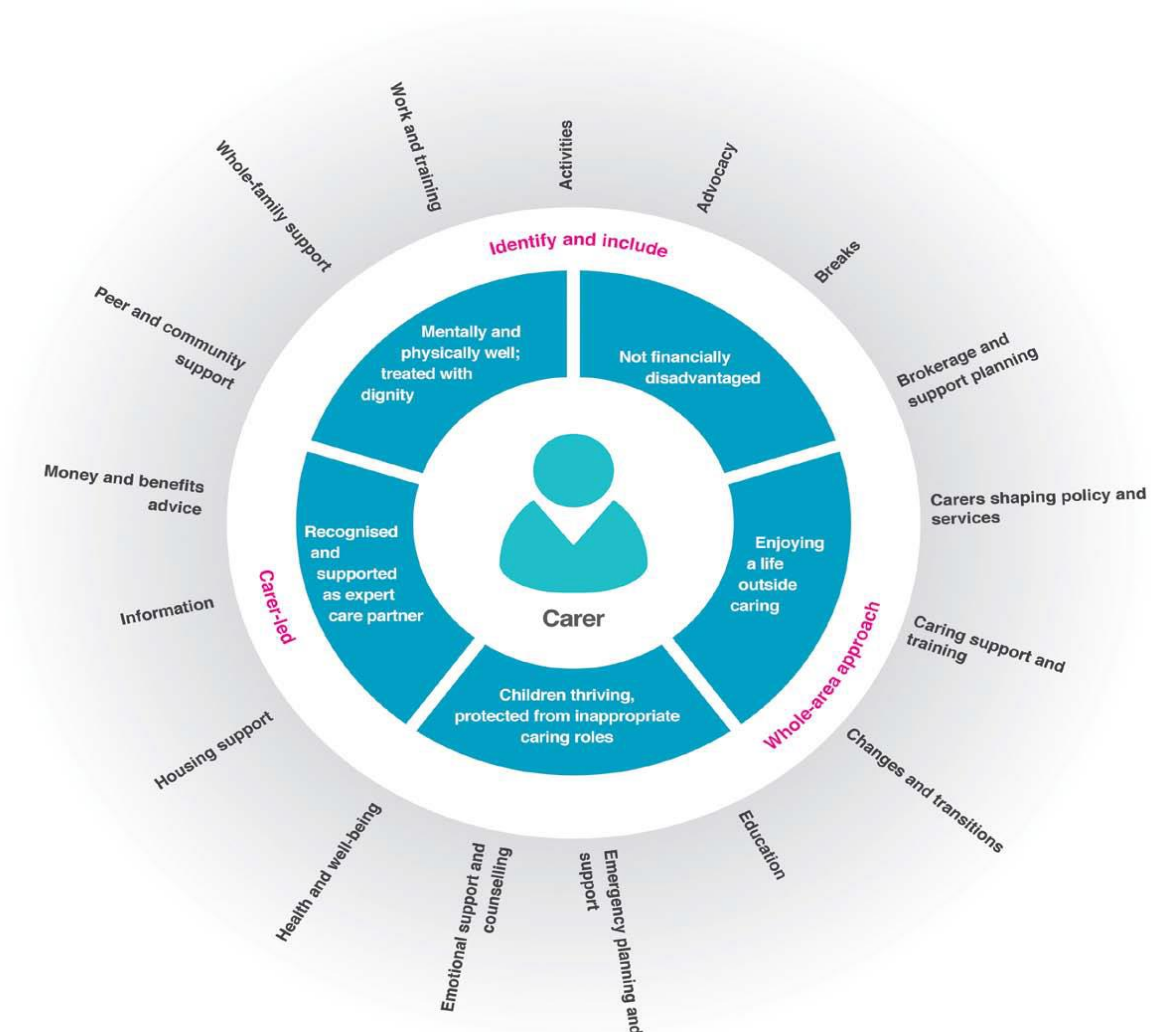 Activities
Advocacy
Breaks
Brokerage and
support planning
Carers shaping policy and
services
Caring support and
training
Changes and transitions
Education
Emergency planning and
support
Emotional support and
counselling
Health and well-being
Housing support
Information
Money and benefits
advice
Peer and community
support
Whole-family support
Work and training
Identify and include
Whole-area approach
Carer-led
Not financially
disadvantaged
Enjoying
a life
outside
caring
Children thriving,
protected from inappropriate
caring roles
Recognised
and
supported
as expert
care partner
Mentally and
physically well;
treated with
dignity
Carer